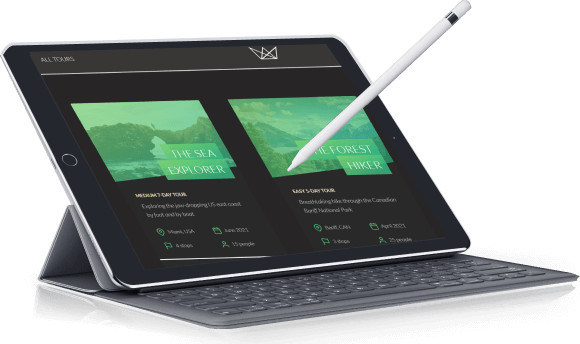 ALL TOURS
THE SEA
EXPLORER
MEDIUM 7-DAY TOUR
Exploring the jaw-dropping US east coast
by foot and by boat.
Miami, USA
June 2021
4 stops
15 people
THE FOREST
HIKER
EASY 5-DAY TOUR
Breathtaking hike through the Canadian
Banff National Park.
Banff, CAN
April 2021
stops
25 people